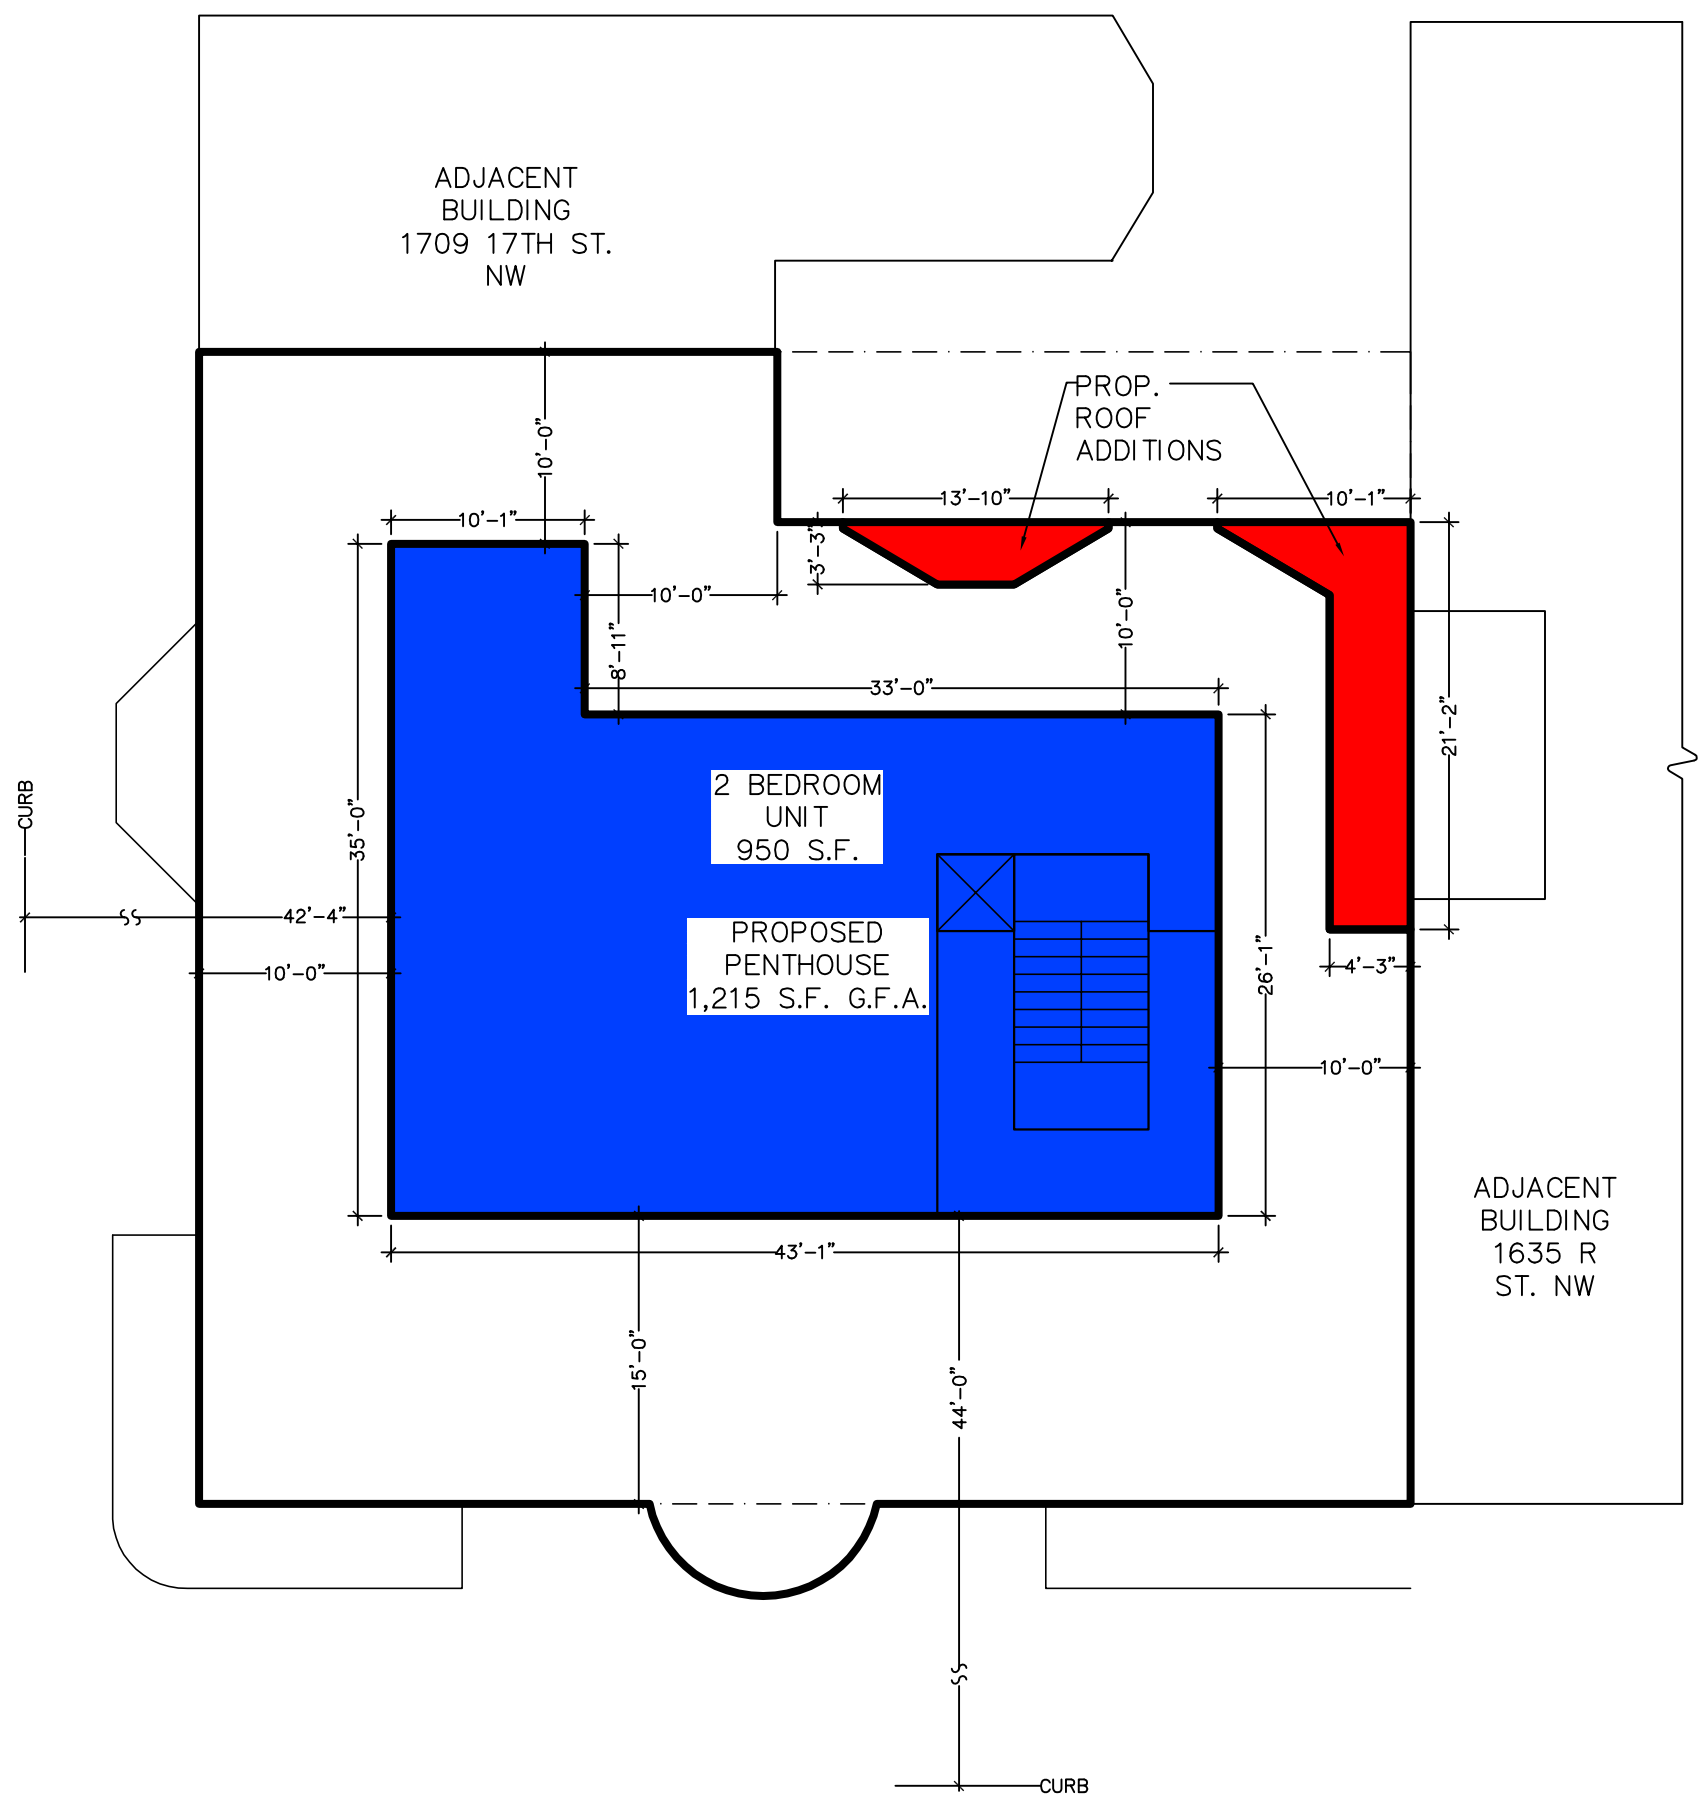 ADJACENT
BUILDING
1709 17TH ST.
NW
PROP.
ROOF
ADDITIONS
10'-0"
13'-10"
10'-1"
10'-1"
3'-3"
10'-0"
10'-0"
8'-11"
33'-0"
21'-2"
CURB
35'-0"
2 BEDROOM
UNIT
950 S.F.
42'-4"
PROPOSED
PENTHOUSE
1,215 S.F. G.F.A.
10'-0"
26'-1"
4'-3"
10'-0"
ADJACENT
BUILDING
1635 R
ST. NW
43'-1"
15'-0"
44'-0"
CURB